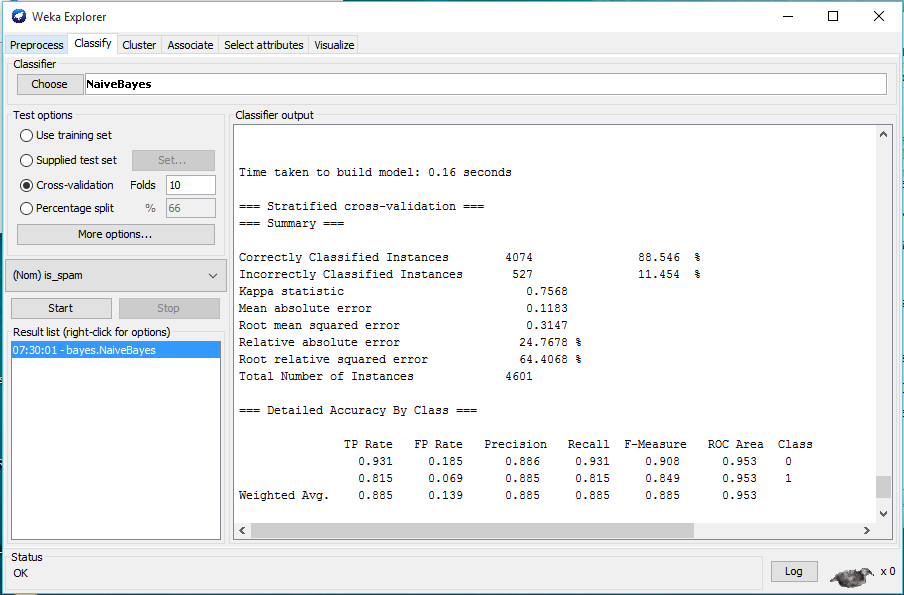 Weka Explorer
Preprocess Classify Cluster Associate Select attributes Visualize
Classifier
Choose NaiveBayes
Test options
Use training set
Supplied test set Set...
Cross-validation Folds 10
Percentage split % 66
More options...
(Nom) is_spam
Start Stop
Result list (right-click for options)
07:30:01 - bayes.NaiveBayes
Classifier output
Time taken to build model: 0.16 seconds
=== Stratified cross-validation ===
=== Summary ===
Correctly Classified Instances 4074 88.546 %
Incorrectly Classified Instances 527 11.454 %
Kappa statistic 0.7568
Mean absolute error 0.1183
Root mean squared error 0.3147
Relative absolute error 24.7678 %
Root relative squared error 64.4068 %
Total Number of Instances 4601
=== Detailed Accuracy By Class ===
TP Rate FP Rate Precision Recall F-Measure ROC Area Class
0.931 0.185 0.886 0.931 0.908 0.953 0
0.815 0.069 0.885 0.815 0.849 0.953 1
Weighted Avg. 0.885 0.139 0.885 0.885 0.885 0.953
Status
OK
Log x 0